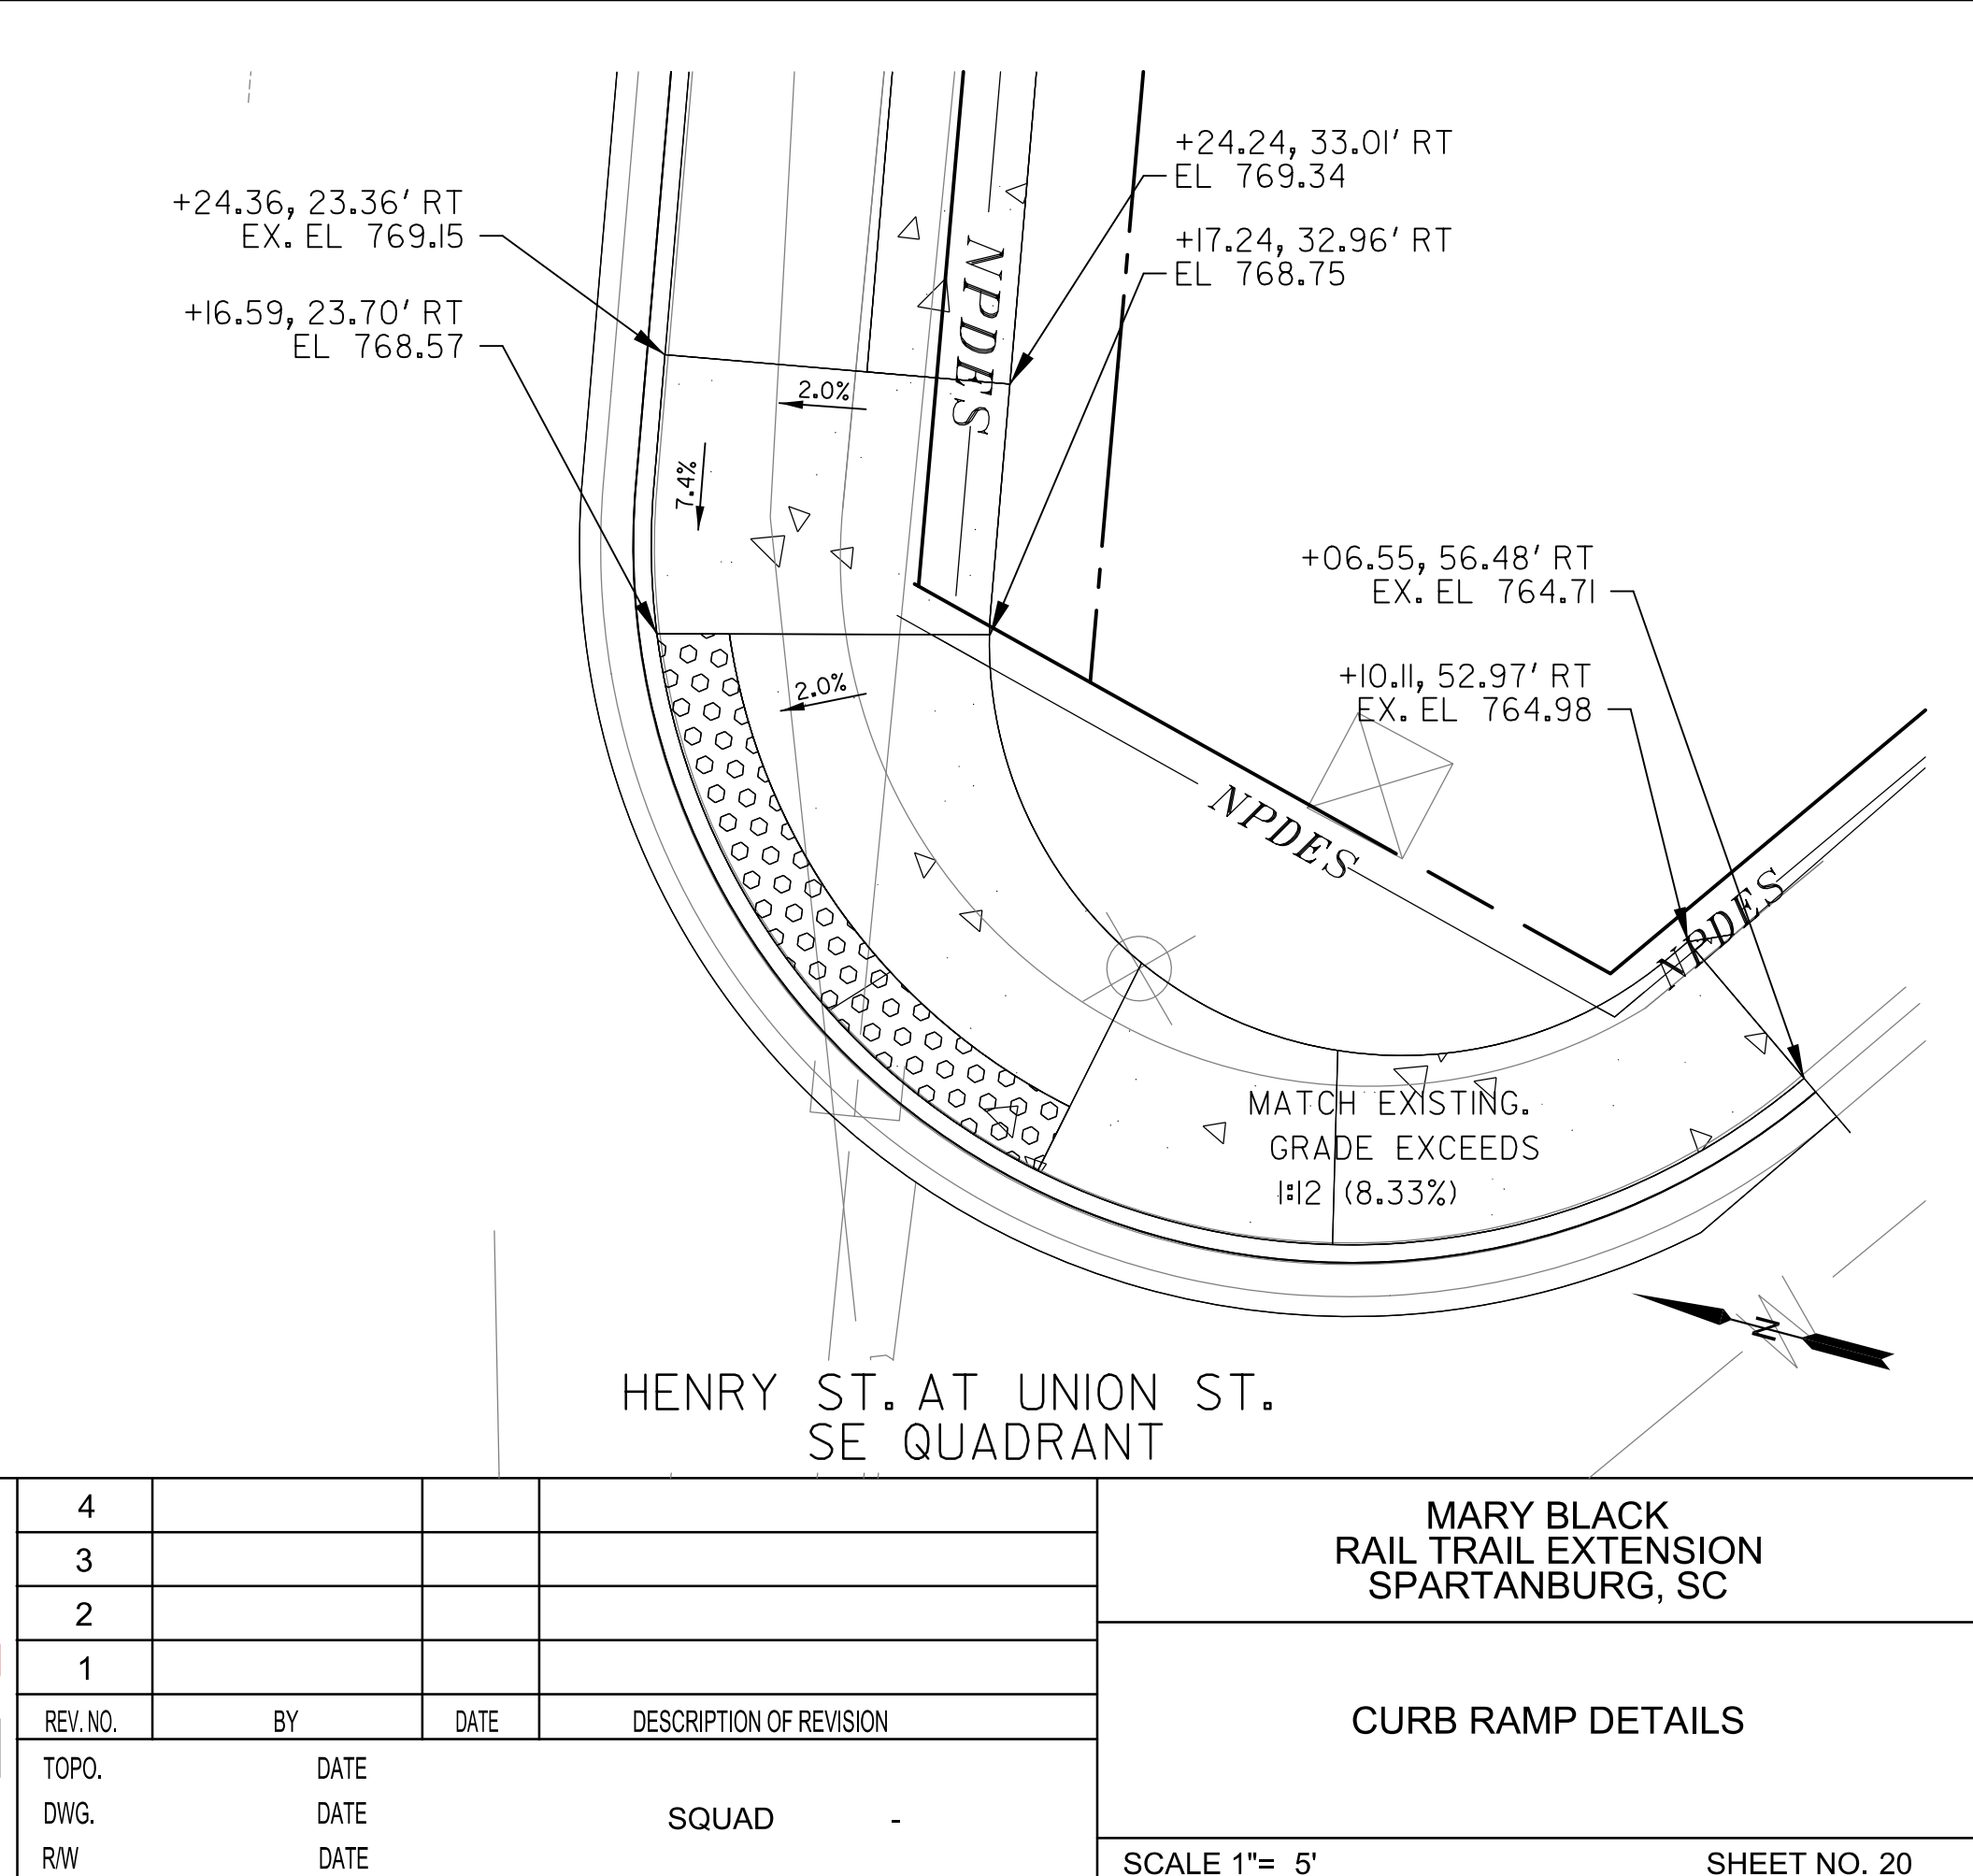 +24.36, 23.36' RT
EX. EL 769.15
+16.59, 23.70' RT
EL 768.57
+24.24, 33.01' RT
EL 769.34
+17.24, 32.96' RT
EL 768.75
NPDES
2.0%
7.4%
+06.55, 56.48' RT
EX. EL 764.71
+10.11, 52.97' RT
EX. EL 764.98
2.0%
NPDES
NPDES
MATCH EXISTING.
GRADE EXCEEDS
1:12 (8.33%)
N
HENRY ST. AT UNION ST.
SE QUADRANT
4
3
2
1
REV. NO. BY DATE DESCRIPTION OF REVISION
TOPO. DATE
DWG. DATE
R/W DATE
SQUAD -
MARY BLACK
RAIL TRAIL EXTENSION
SPARTANBURG, SC
CURB RAMP DETAILS
SCALE 1"= 5' SHEET NO. 20